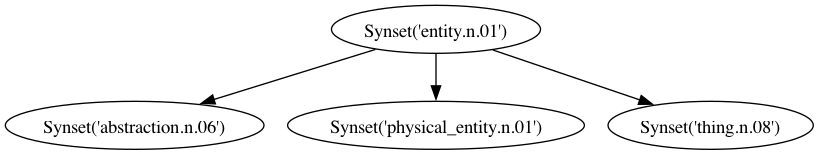 Synset('entity.n.01')
Synset('abstraction.n.06')
Synset('physical_entity.n.01')
Synset('thing.n.08')